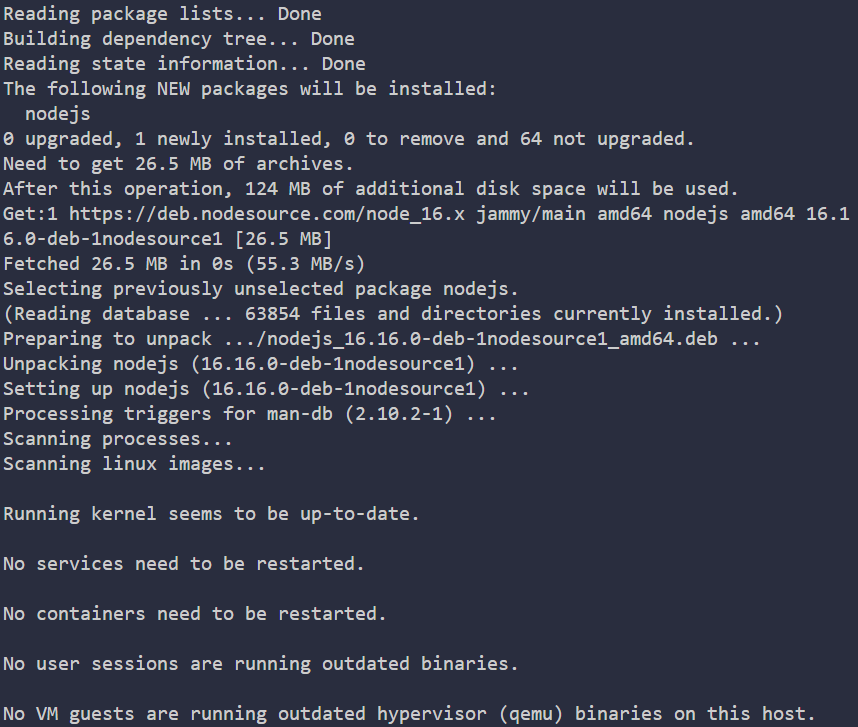 Reading package lists... Done
Building dependency tree... Done
Reading state information... Done
The following NEW packages will be installed:
  nodejs
0 upgraded, 1 newly installed, 0 to remove and 64 not upgraded.
Need to get 26.5 MB of archives.
After this operation, 124 MB of additional disk space will be used.
Get:1 https://deb.nodesource.com/node_16.x jammy/main amd64 nodejs amd64 16.1
6.0-deb-1nodesource1 [26.5 MB]
Fetched 26.5 MB in 0s (55.3 MB/s)
Selecting previously unselected package nodejs.
(Reading database ... 63854 files and directories currently installed.)
Preparing to unpack .../nodejs_16.16.0-deb-1nodesource1_amd64.deb ...
Unpacking nodejs (16.16.0-deb-1nodesource1) ...
Setting up nodejs (16.16.0-deb-1nodesource1) ...
Processing triggers for man-db (2.10.2-1) ...
Scanning processes...
Scanning linux images...

Running kernel seems to be up-to-date.

No services need to be restarted.

No containers need to be restarted.

No user sessions are running outdated binaries.

No VM guests are running outdated hypervisor (qemu) binaries on this host.